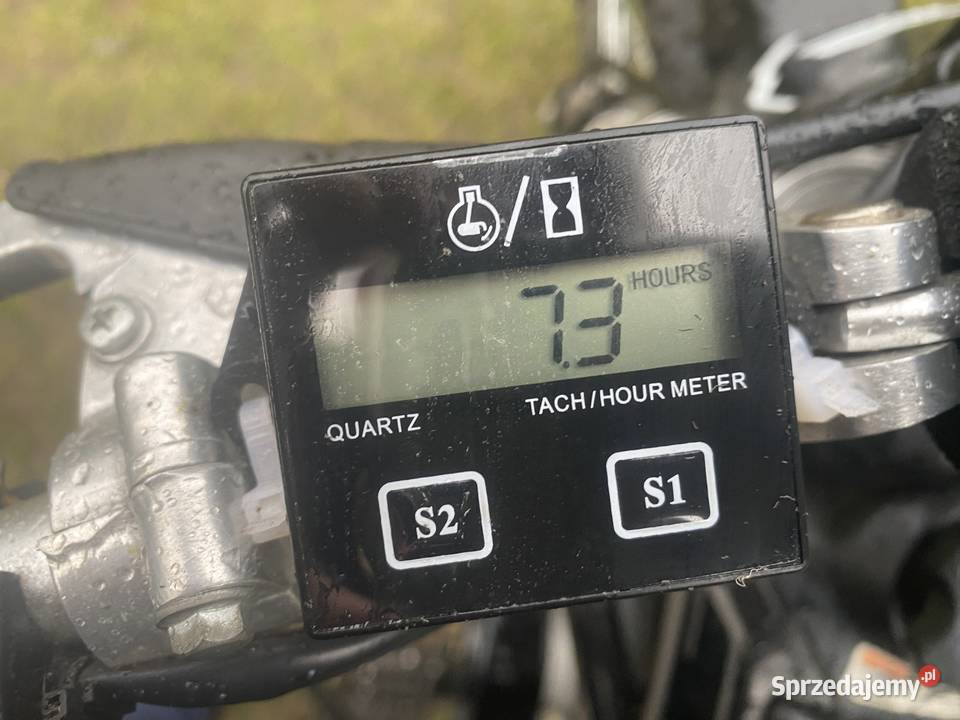 HOURS
7.3
QUARTZ
TACH/HOUR METER
S2
S1
Sprzedajemy.pl